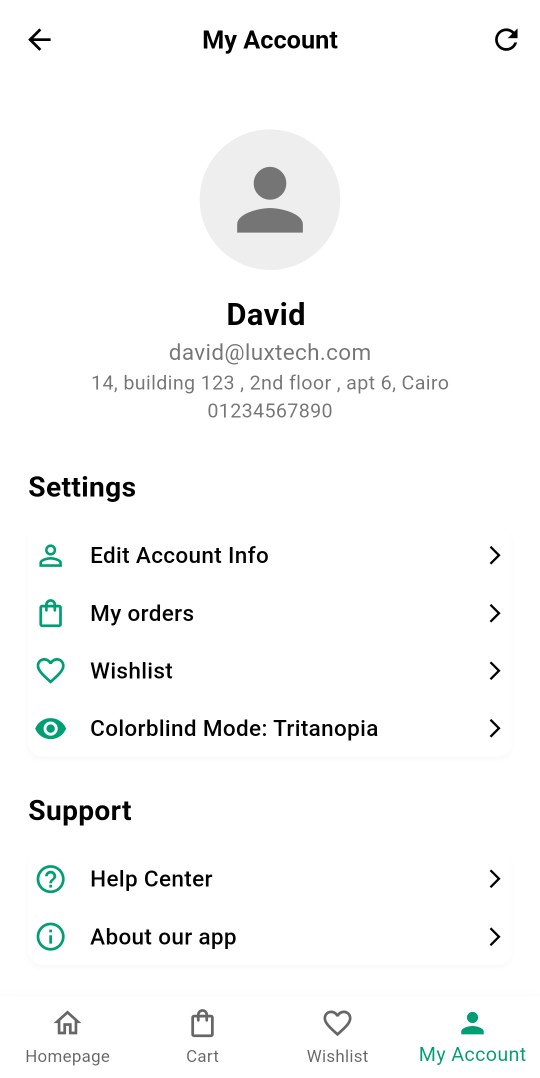 My Account
David
david@luxtech.com
14, building 123 , 2nd floor , apt 6, Cairo
01234567890
Settings
Edit Account Info
My orders
Wishlist
Colorblind Mode: Tritanopia
Support
Help Center
About our app
Homepage
Cart
Wishlist
My Account